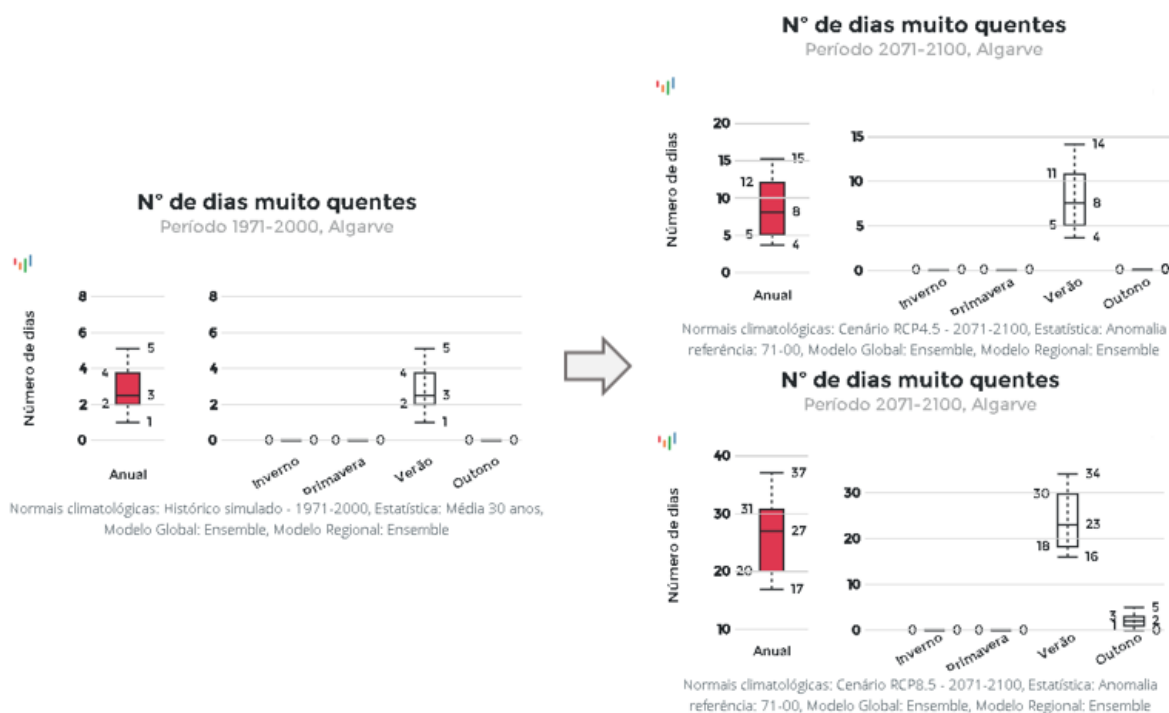 N° de dias muito quentes
Período 1971-2000, Algarve
Número de dias
8
6
4
2
0
4
2
5
3
1
Anual
8
6
4
2
0
0 0 0 0
4
2
5
3
1
0 0
Inverno
Primavera
Verão
Outono
Normais climatológicas: Histórico simulado - 1971-2000, Estatística: Média 30 anos,
Modelo Global: Ensemble, Modelo Regional: Ensemble
N° de dias muito quentes
Período 2071-2100, Algarve
Número de dias
20
15
10
5
0
12
5
15
8
4
Anual
15
10
5
0
0 0 0 0
11
5
14
8
4
0 0
Inverno
Primavera
Verão
Outono
Normais climatológicas: Cenário RCP4.5 - 2071-2100, Estatística: Anomalia
referência: 71-00, Modelo Global: Ensemble, Modelo Regional: Ensemble
N° de dias muito quentes
Período 2071-2100, Algarve
Número de dias
40
30
20
10
31
20
37
27
17
Anual
30
20
10
0
0 0 0 0
30
18
34
23
16
3
1
5
2
0
Inverno
Primavera
Verão
Outono
Normais climatológicas: Cenário RCP8.5 - 2071-2100, Estatística: Anomalia
referência: 71-00, Modelo Global: Ensemble, Modelo Regional: Ensemble